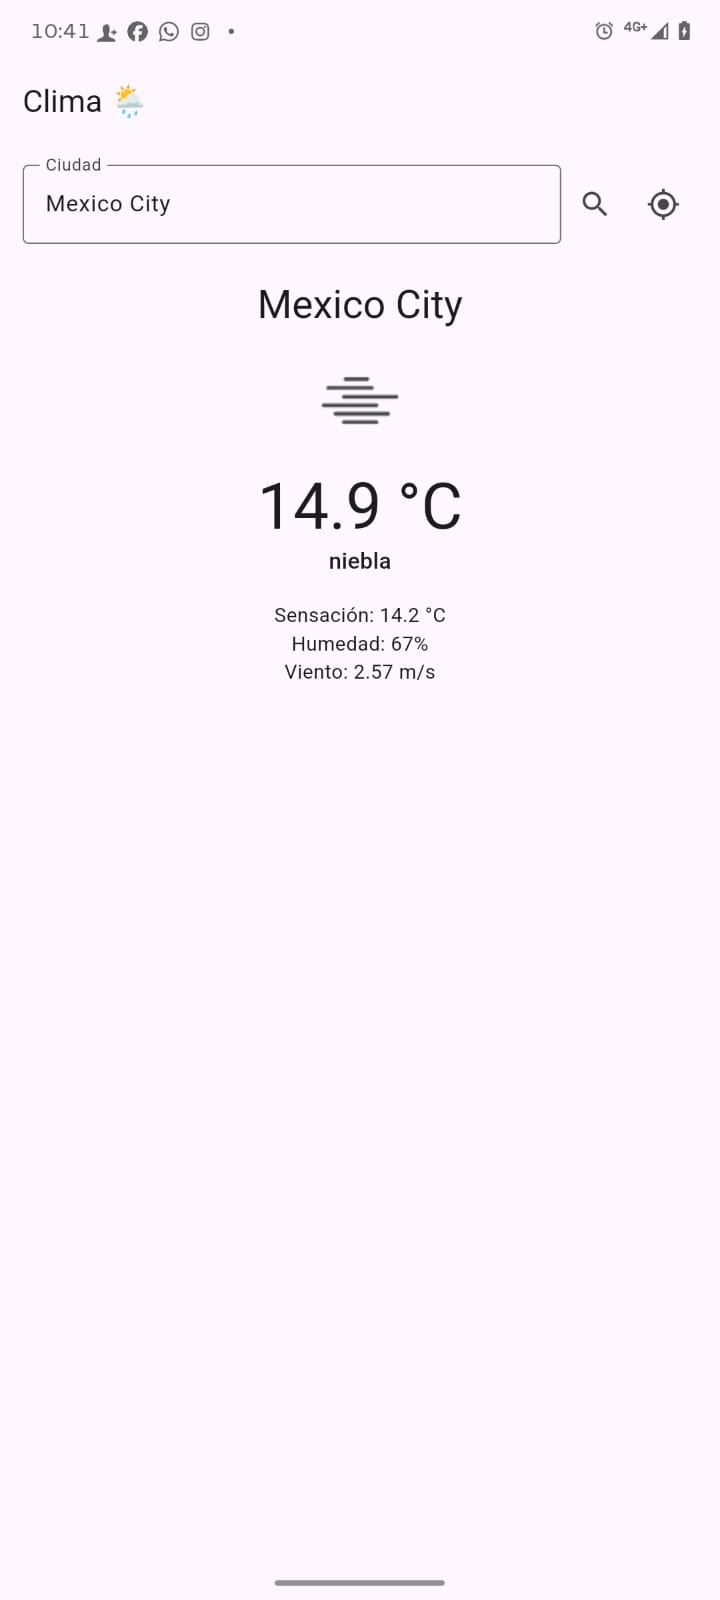 10:41
4G+
Clima 🌦️
Ciudad
Mexico City
Mexico City
14.9 °C
niebla
Sensación: 14.2 °C
Humedad: 67%
Viento: 2.57 m/s